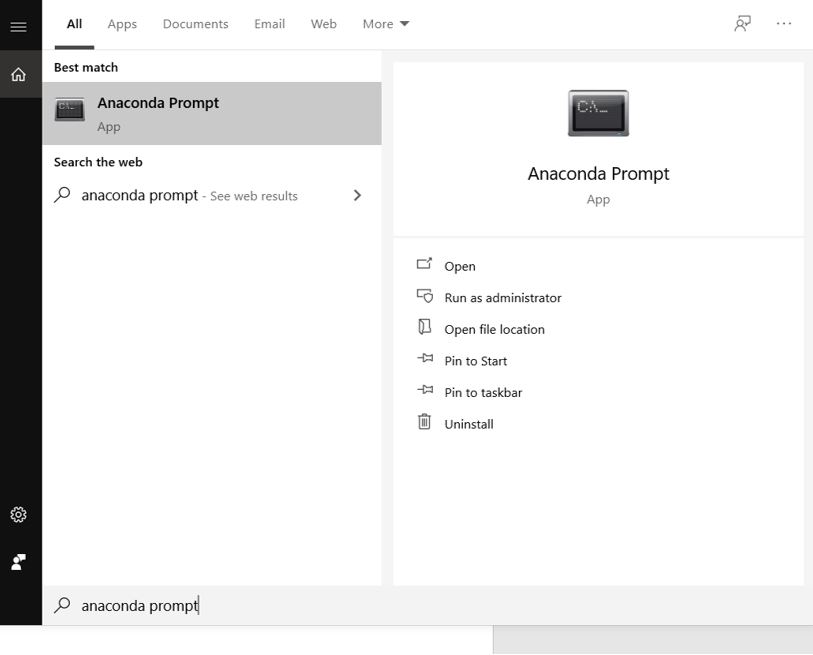 All Apps Documents Email Web More
Best match
Anaconda Prompt
App
Search the web
anaconda prompt - See web results
C:\_
Anaconda Prompt
App
Open
Run as administrator
Open file location
Pin to Start
Pin to taskbar
Uninstall
anaconda prompt